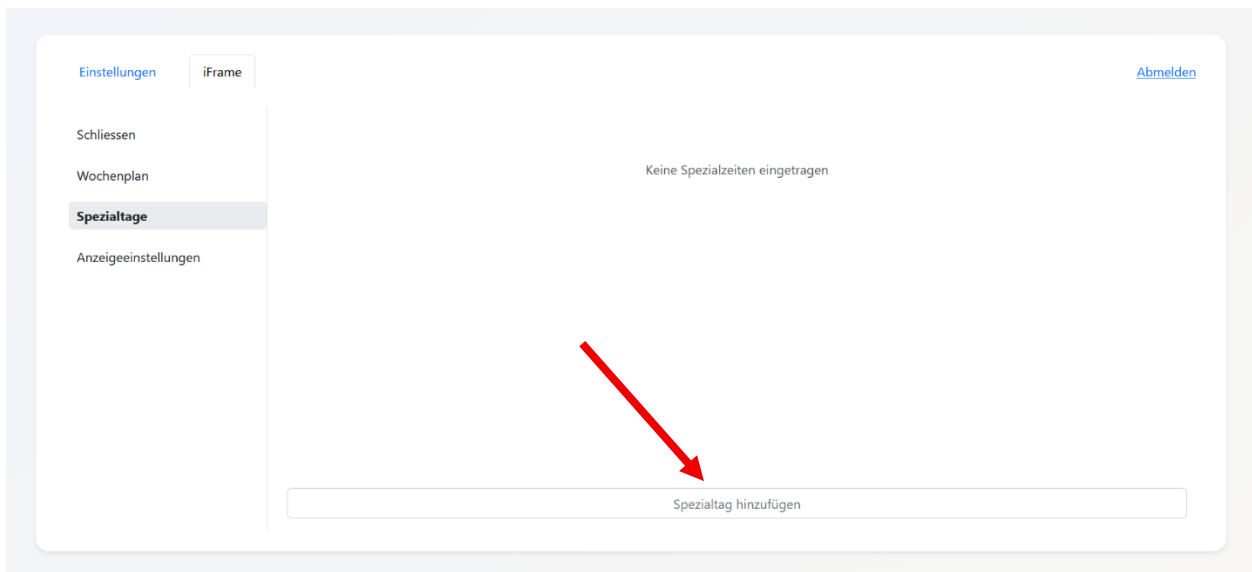 Einstellungen iFrame Abmelden
Schliessen
Wochenplan
Spezialtage
Anzeigeeinstellungen
Keine Spezialzeiten eingetragen
Spezialtag hinzufügen